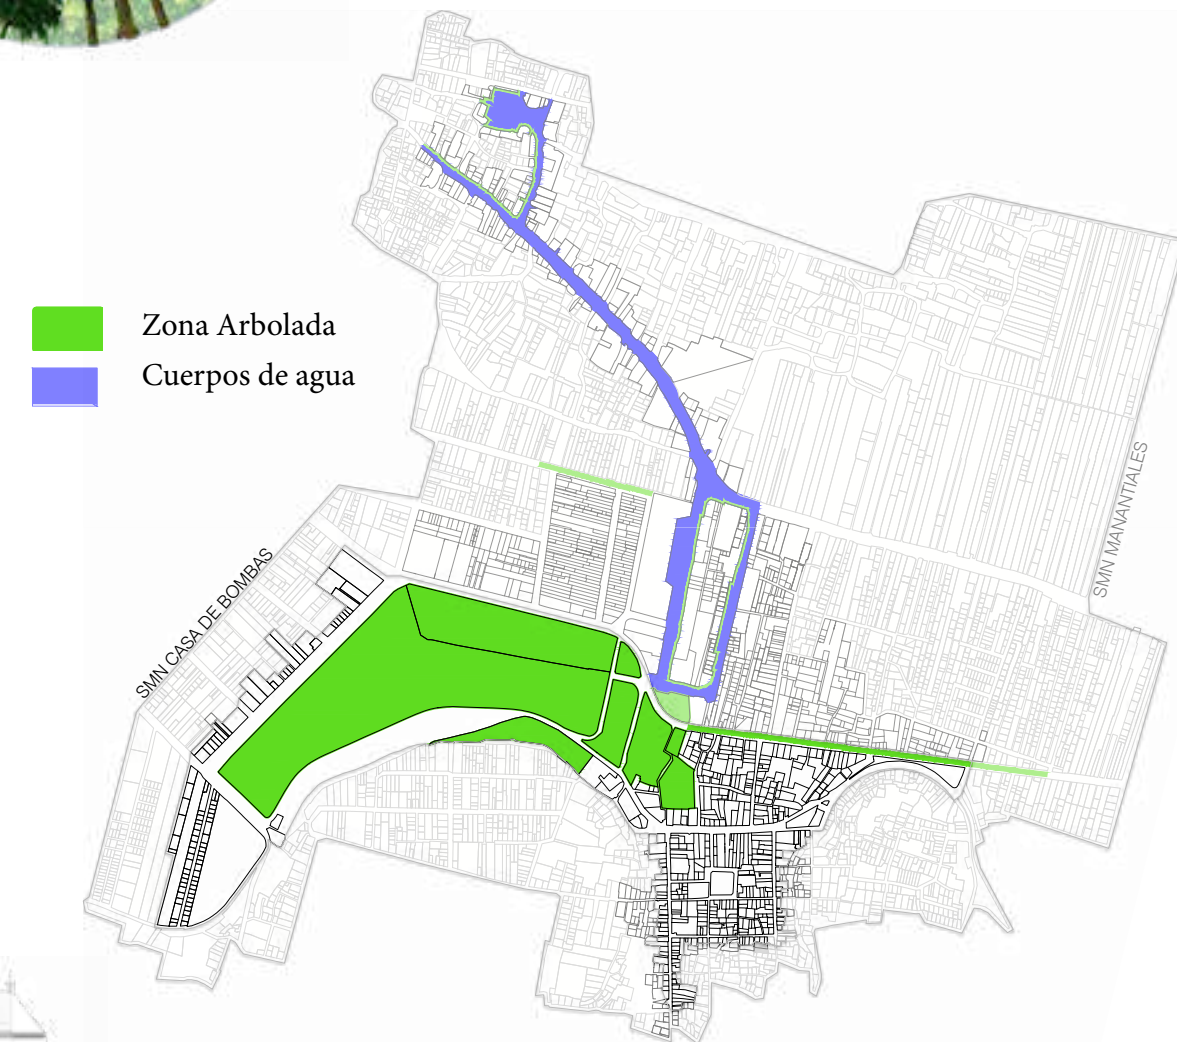 Zona Arbolada
Cuerpos de agua
SMN MANANTIALES
SMN CASA DE BOMBAS